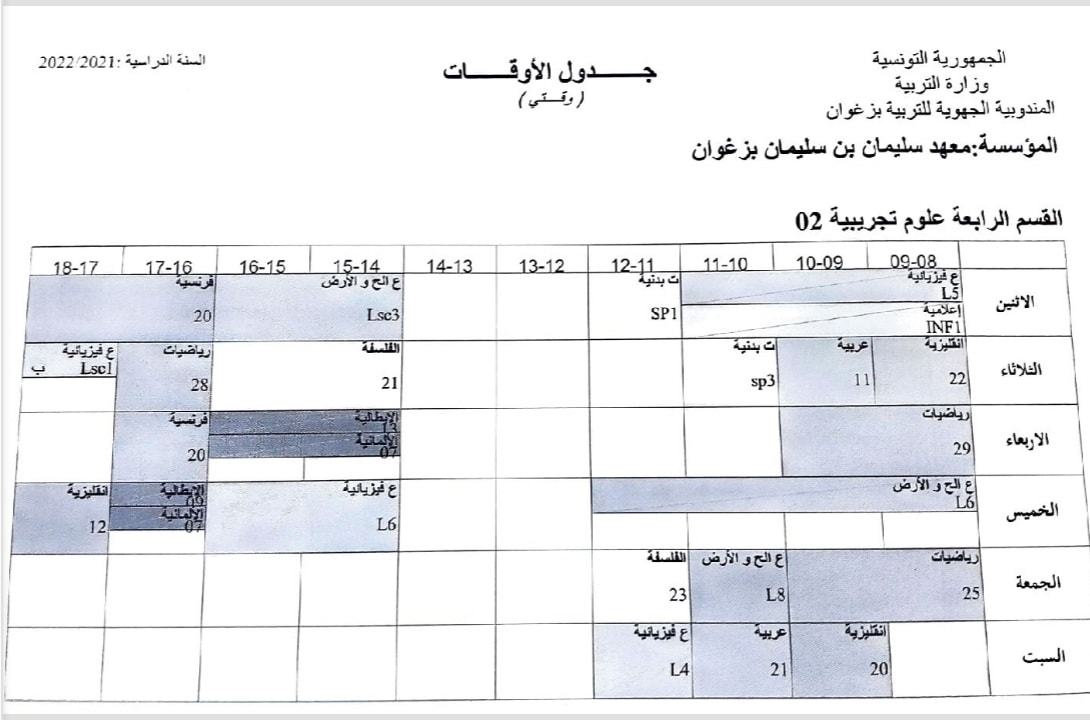 الجمهورية التونسية
وزارة التربية
المندوبية الجهوية للتربية بزغوان
المؤسسة:معهد سليمان بن سليمان بزغوان
جـــــدول الأوقـــــات
(وقـتـي)
السنة الدراسية :2022/2021
القسم الرابعة علوم تجريبية 02
09-08 10-09 11-10 12-11 13-12 14-13 15-14 16-15 17-16 18-17
الاثنين
ع فيزيائية
L5
إعلامية
INF1
ت بدنية
SP1
ع الح و الأرض
Lsc3
فرنسية
20
الثلاثاء
انقليزية
22
عربية
11
ت بدنية
sp3
الفلسفة
21
رياضيات
28
ع فيزيائية
Lsc1 ب
الاربعاء
رياضيات
29
الإيطالية
13
الألمانية
07
فرنسية
20
الخميس
ع الح و الأرض
L6
ع فيزيائية
L6
الإيطالية
09
الألمانية
07
انقليزية
12
الجمعة
رياضيات
25
ع الح و الأرض
L8
الفلسفة
23
السبت
انقليزية
20
عربية
21
ع فيزيائية
L4